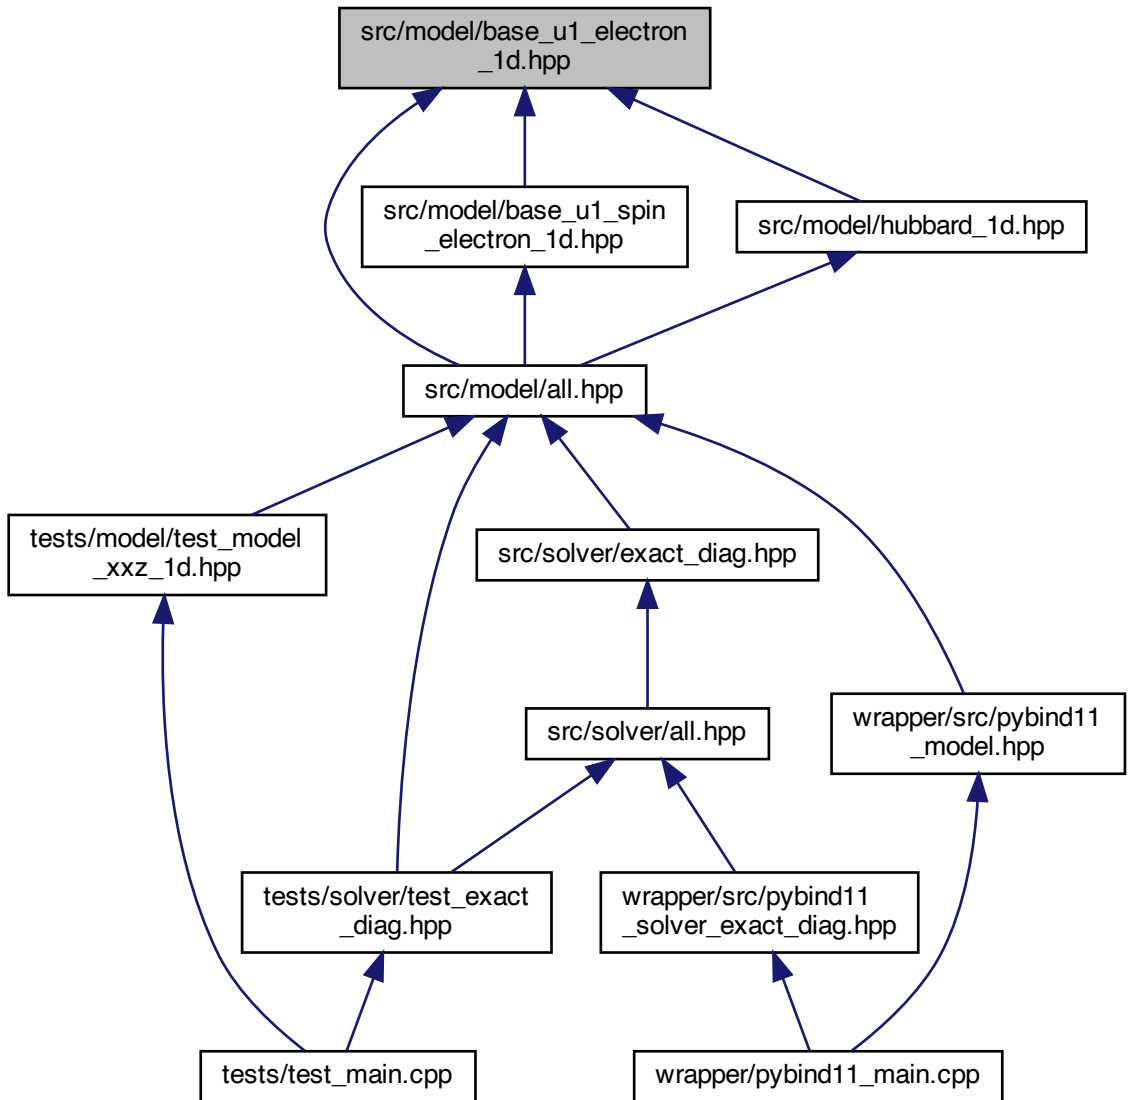 src/model/base_u1_electron
_1d.hpp
src/model/base_u1_spin
_electron_1d.hpp
src/model/hubbard_1d.hpp
src/model/all.hpp
tests/model/test_model
_xxz_1d.hpp
src/solver/exact_diag.hpp
src/solver/all.hpp
wrapper/src/pybind11
_model.hpp
tests/solver/test_exact
_diag.hpp
wrapper/src/pybind11
_solver_exact_diag.hpp
tests/test_main.cpp
wrapper/pybind11_main.cpp